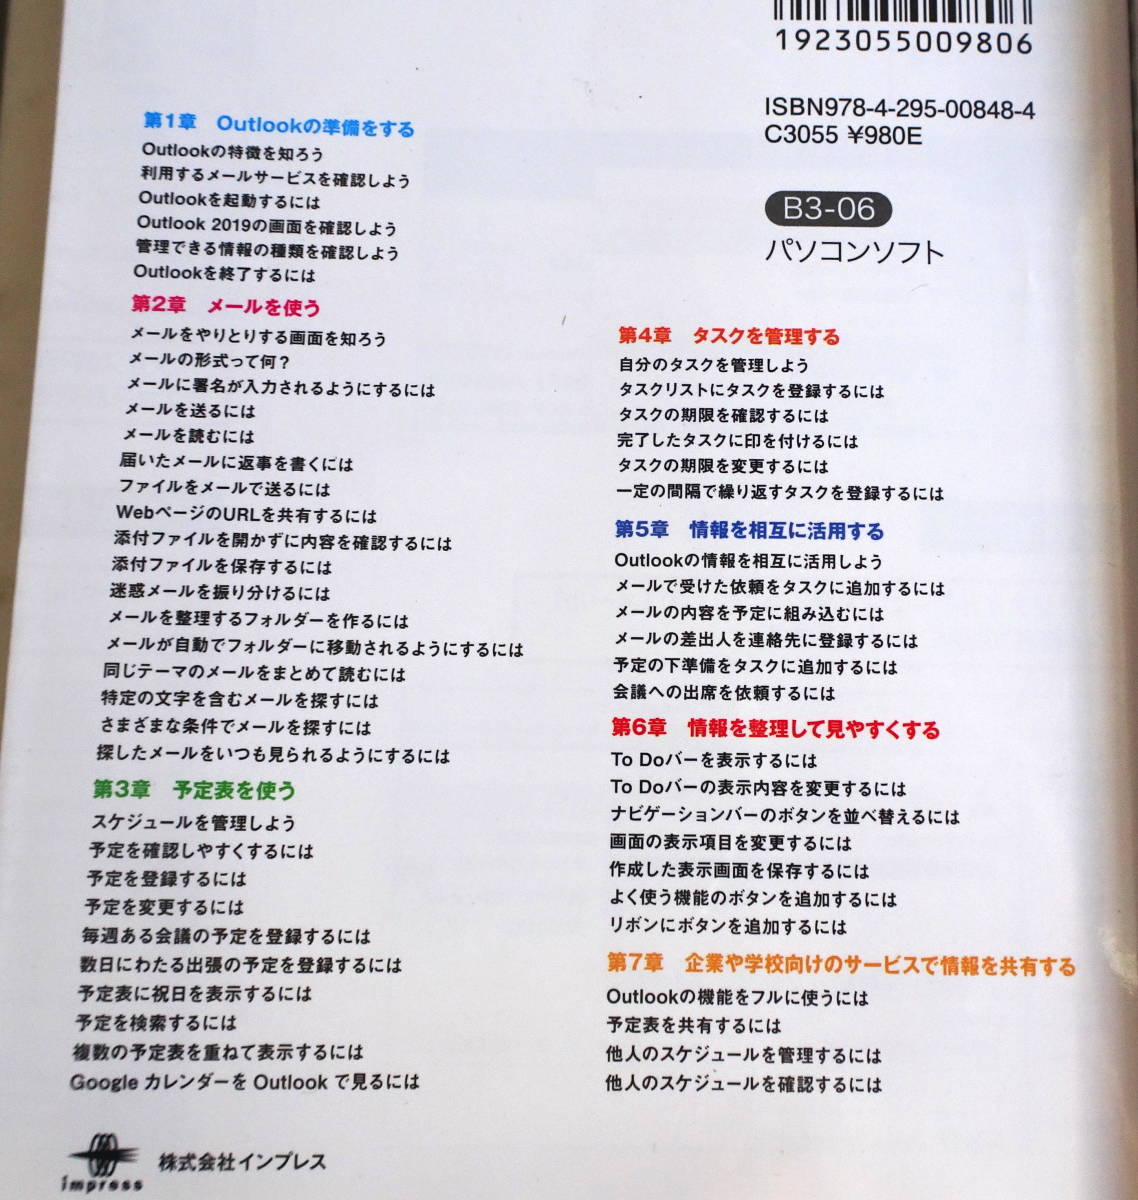 1923055009806
ISBN978-4-295-00848-4
C3055 ¥980E
B3-06
パソコンソフト
第1章 Outlookの準備をする
Outlookの特徴を知ろう
利用するメールサービスを確認しよう
Outlookを起動するには
Outlook 2019の画面を確認しよう
管理できる情報の種類を確認しよう
Outlookを終了するには
第2章 メールを使う
メールをやりとりする画面を知ろう
メールの形式って何？
メールに署名が入力されるようにするには
メールを送るには
メールを読むには
届いたメールに返事を書くには
ファイルをメールで送るには
WebページのURLを共有するには
添付ファイルを開かずに内容を確認するには
添付ファイルを保存するには
迷惑メールを振り分けるには
メールを整理するフォルダーを作るには
メールが自動でフォルダーに移動されるようにするには
同じテーマのメールをまとめて読むには
特定の文字を含むメールを探すには
さまざまな条件でメールを探すには
探したメールをいつも見られるようにするには
第3章 予定表を使う
スケジュールを管理しよう
予定を確認しやすくするには
予定を登録するには
予定を変更するには
毎週ある会議の予定を登録するには
数日にわたる出張の予定を登録するには
予定表に祝日を表示するには
予定を検索するには
複数の予定表を重ねて表示するには
Google カレンダーを Outlook で見るには
第4章 タスクを管理する
自分のタスクを管理しよう
タスクリストにタスクを登録するには
タスクの期限を確認するには
完了したタスクに印を付けるには
タスクの期限を変更するには
一定の間隔で繰り返すタスクを登録するには
第5章 情報を相互に活用する
Outlookの情報を相互に活用しよう
メールで受けた依頼をタスクに追加するには
メールの内容を予定に組み込むには
メールの差出人を連絡先に登録するには
予定の下準備をタスクに追加するには
会議への出席を依頼するには
第6章 情報を整理して見やすくする
To Doバーを表示するには
To Doバーの表示内容を変更するには
ナビゲーションバーのボタンを並べ替えるには
画面の表示項目を変更するには
作成した表示画面を保存するには
よく使う機能のボタンを追加するには
リボンにボタンを追加するには
第7章 企業や学校向けのサービスで情報を共有する
Outlookの機能をフルに使うには
予定表を共有するには
他人のスケジュールを管理するには
他人のスケジュールを確認するには
impress
株式会社インプレス